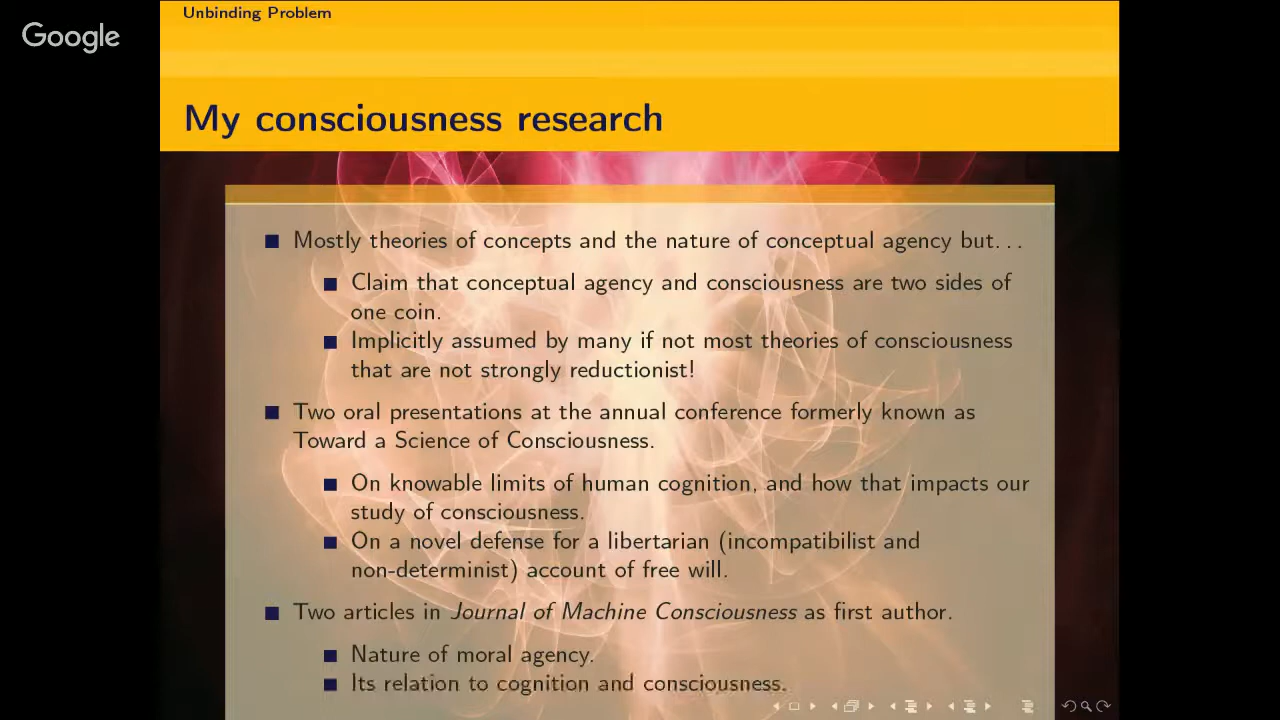 Google
Unbinding Problem
My consciousness research
Mostly theories of concepts and the nature of conceptual agency but...
Claim that conceptual agency and consciousness are two sides of
one coin.
Implicitly assumed by many if not most theories of consciousness
that are not strongly reductionist!
Two oral presentations at the annual conference formerly known as
Toward a Science of Consciousness.
On knowable limits of human cognition, and how that impacts our
study of consciousness.
On a novel defense for a libertarian (incompatibilist and
non-determinist) account of free will.
Two articles in Journal of Machine Consciousness as first author.
Nature of moral agency.
Its relation to cognition and consciousness.